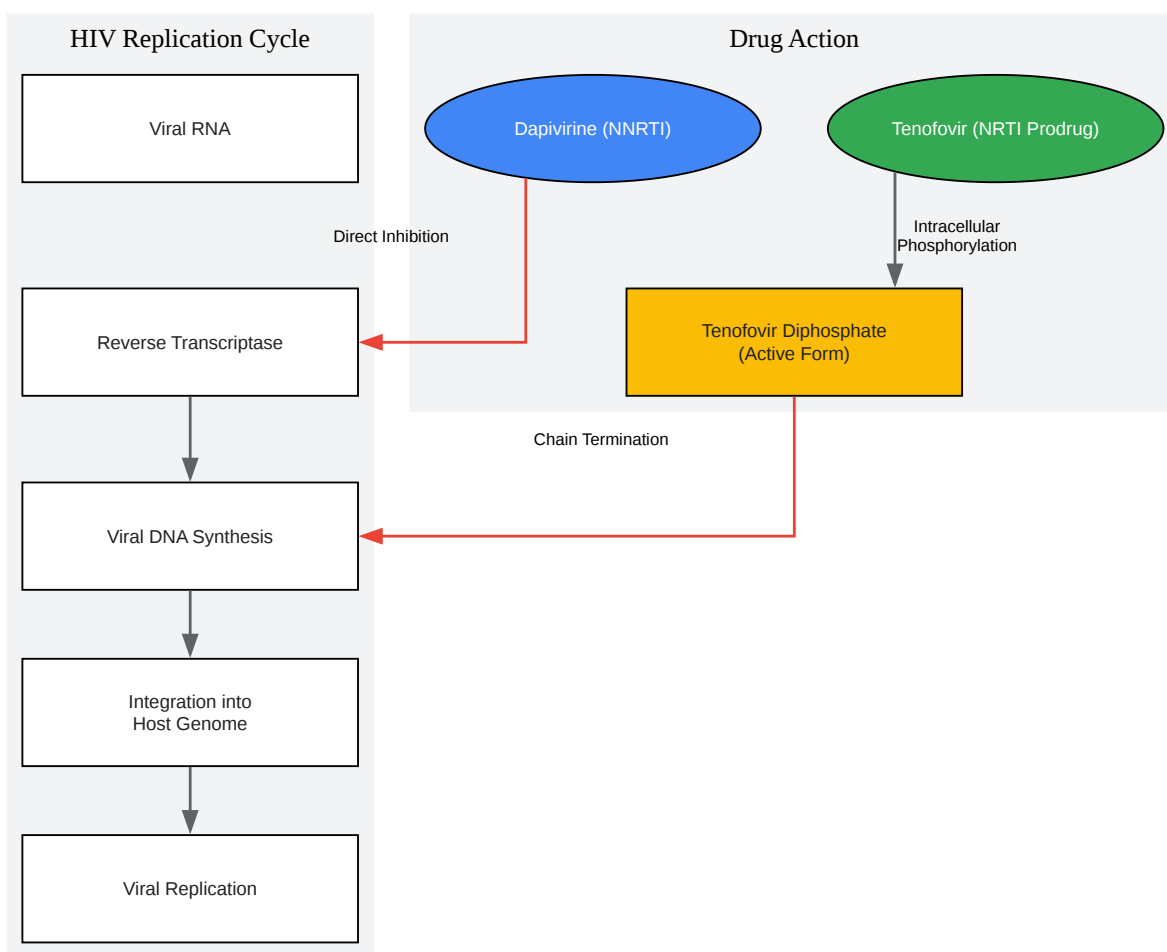 HIV Replication Cycle
Viral RNA
Reverse Transcriptase
Viral DNA Synthesis
Integration into
Host Genome
Viral Replication
Drug Action
Dapivirine (NNRTI)
Tenofovir (NRTI Prodrug)
Direct Inhibition
Intracellular
Phosphorylation
Tenofovir Diphosphate
(Active Form)
Chain Termination